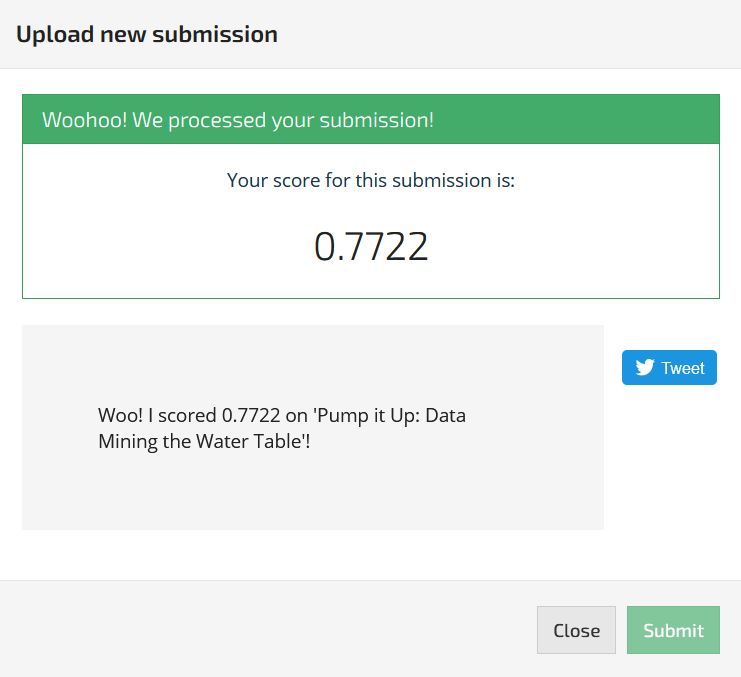 Upload new submission
Woohoo! We processed your submission!
Your score for this submission is:
0.7722
Tweet
Woo! I scored 0.7722 on 'Pump it Up: Data
Mining the Water Table'!
Close
Submit